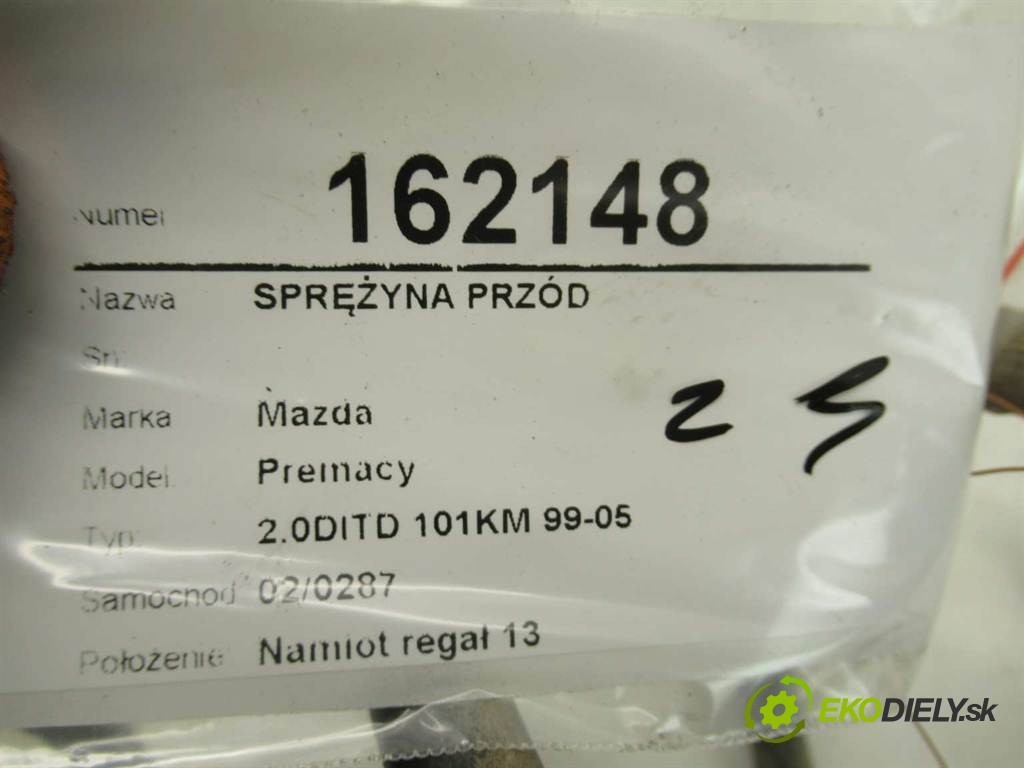 Numer 162148
Nazwa SPRĘŻYNA PRZÓD
Marka Mazda
Model Premacy
Typ: 2.0DITD 101KM 99-05
Samochod 02/0287
Położenie Namiot regał 13
EKODIELY.sk